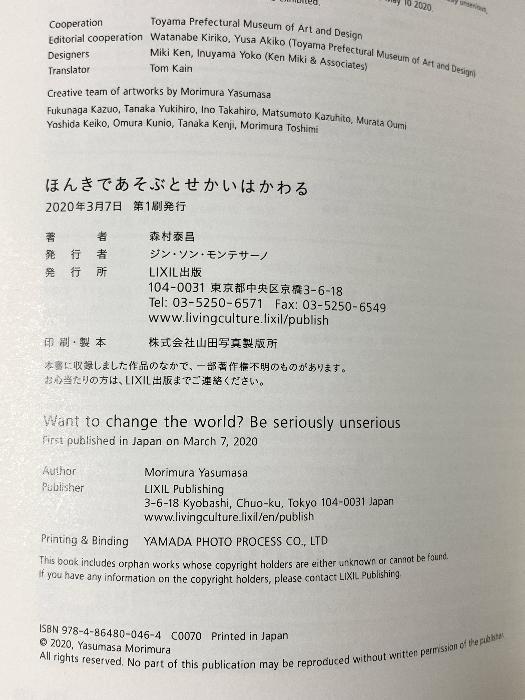 May 10 2020.
Cooperation Toyama Prefectural Museum of Art and Design
Editorial cooperation Watanabe Kiriko, Yusa Akiko (Toyama Prefectural Museum of Art and Design)
Designers Miki Ken, Inuyama Yoko (Ken Miki & Associates)
Translator Tom Kain
Creative team of artworks by Morimura Yasumasa
Fukunaga Kazuo, Tanaka Yukihiro, Ino Takahiro, Matsumoto Kazuhito, Murata Oumi
Yoshida Keiko, Omura Kunio, Tanaka Kenji, Morimura Toshimi
ほんきであそぶとせかいはかわる
2020年3月7日 第1刷発行
著者 森村泰昌
発行者 ジン・ソン・モンテサーノ
発行所 LIXIL出版
104-0031 東京都中央区京橋3-6-18
Tel: 03-5250-6571 Fax: 03-5250-6549
www.livingculture.lixil/publish
印刷・製本 株式会社山田写真製版所
本書に収録しました作品のなかで、一部著作権不明のものがあります。
お心当たりの方は、LIXIL出版までご連絡ください。
Want to change the world? Be seriously unserious
First published in Japan on March 7, 2020
Author Morimura Yasumasa
Publisher LIXIL Publishing
3-6-18 Kyobashi, Chuo-ku, Tokyo 104-0031 Japan
www.livingculture.lixil/en/publish
Printing & Binding YAMADA PHOTO PROCESS CO., LTD
This book includes orphan works whose copyright holders are either unknown or cannot be found.
If you have any information on the copyright holders, please contact LIXIL Publishing.
ISBN 978-4-86480-046-4 C0070 Printed in Japan
© 2020, Yasumasa Morimura
All rights reserved. No part of this publication may be reproduced without written permission of the publisher.